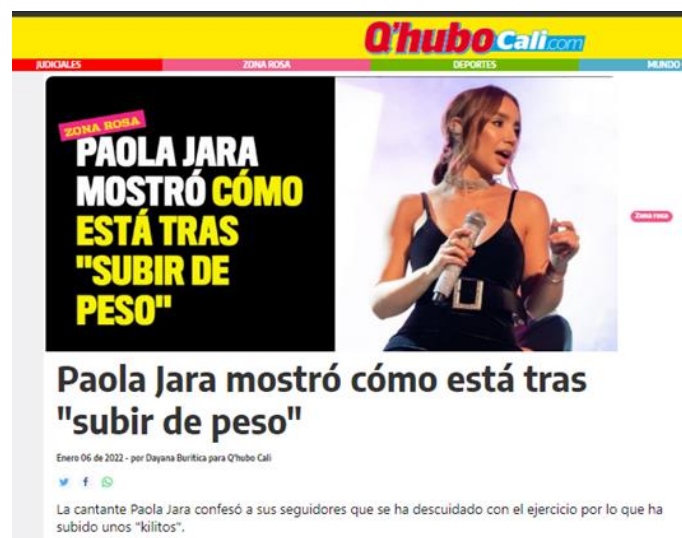 Q'hubo Cali.com
JUDICIALES ZONA ROSA DEPORTES MUNDO
ZONA ROSA
PAOLA JARA
MOSTRÓ CÓMO
ESTÁ TRAS
"SUBIR DE
PESO"
Zona rosa
Paola Jara mostró cómo está tras
"subir de peso"
Enero 06 de 2022 - por Dayana Buritica para Q'hubo Cali
La cantante Paola Jara confesó a sus seguidores que se ha descuidado con el ejercicio por lo que ha
subido unos "kilitos".